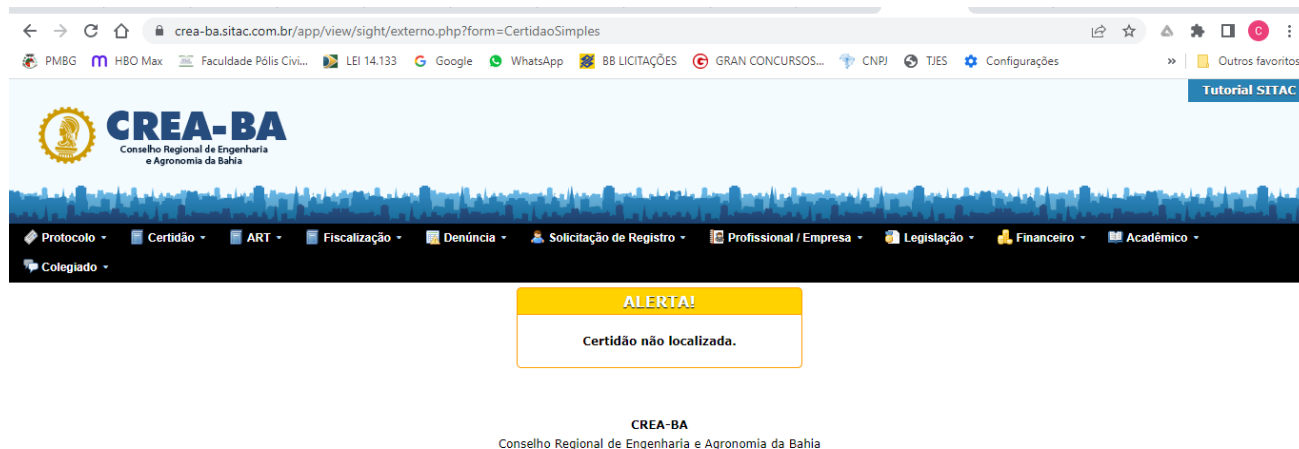 crea-ba.sitac.com.br/app/view/sight/externo.php?form=CertidaoSimples
PMBG HBO Max Faculdade Pólis Civi... LEI 14.133 Google WhatsApp BB LICITAÇÕES GRAN CONCURSOS... CNPJ TJES Configurações » Outros favoritos
Tutorial SITAC
CREA-BA
Conselho Regional de Engenharia
e Agronomia da Bahia
Protocolo Certidão ART Fiscalização Denúncia Solicitação de Registro Profissional / Empresa Legislação Financeiro Acadêmico
Colegiado
ALERTA!
Certidão não localizada.
CREA-BA
Conselho Regional de Engenharia e Agronomia da Bahia